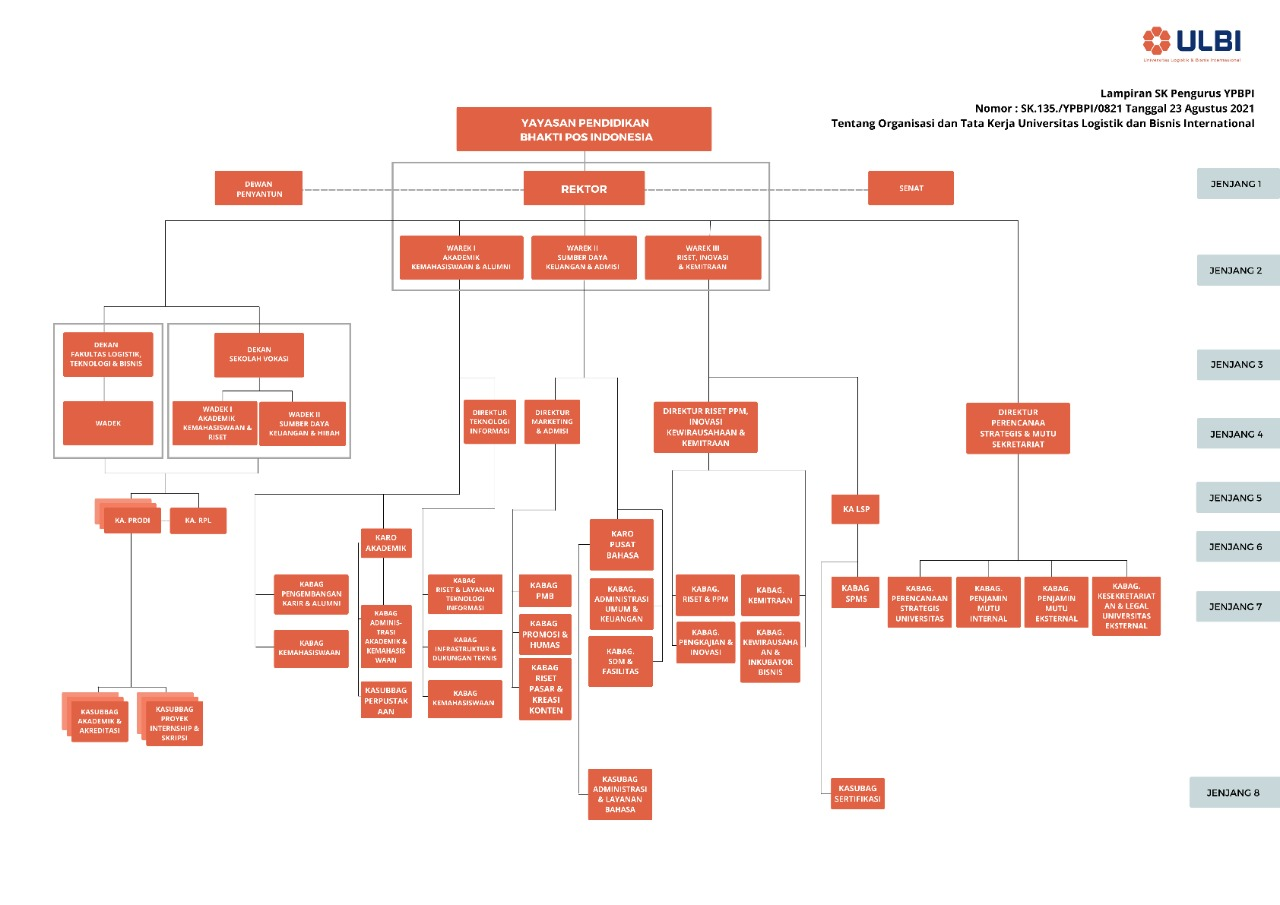 ULBI
Universitas Logistik & Bisnis Internasional
Lampiran SK Pengurus YPBPI
Nomor : SK.135./YPBPI/0821 Tanggal 23 Agustus 2021
Tentang Organisasi dan Tata Kerja Universitas Logistik dan Bisnis International
YAYASAN PENDIDIKAN
BHAKTI POS INDONESIA
DEWAN
PENYANTUN
REKTOR
SENAT
JENJANG 1
WAREK I
AKADEMIK
KEMAHASISWAAN & ALUMNI
WAREK II
SUMBER DAYA
KEUANGAN & ADMISI
WAREK III
RISET, INOVASI
& KEMITRAAN
JENJANG 2
DEKAN
FAKULTAS LOGISTIK,
TEKNOLOGI & BISNIS
DEKAN
SEKOLAH VOKASI
JENJANG 3
WADEK
WADEK I
AKADEMIK
KEMAHASISWAAN &
RISET
WADEK II
SUMBER DAYA
KEUANGAN & HIBAH
DIREKTUR
TEKNOLOGI
INFORMASI
DIREKTUR
MARKETING
& ADMISI
DIREKTUR RISET PPM,
INOVASI
KEWIRAUSAHAAN &
KEMITRAAN
DIREKTUR
PERENCANAA
STRATEGIS & MUTU
SEKRETARIAT
JENJANG 4
KA. PRODI
KA. RPL
KA LSP
JENJANG 5
KARO
AKADEMIK
KARO
PUSAT
BAHASA
JENJANG 6
KABAG
PENGEMBANGAN
KARIR & ALUMNI
KABAG
KEMAHASISWAAN
KABAG
ADMINIS-
TRASI
AKADEMIK &
KEMAHASIS
WAAN
KASUBBAG
PERPUSTAK
AAN
KABAG
RISET & LAYANAN
TEKNOLOGI
INFORMASI
KABAG
INFRASTRUKTUR &
DUKUNGAN TEKNIS
KABAG
KEMAHASISWAAN
KABAG
PMB
KABAG
PROMOSI &
HUMAS
KABAG
RISET
PASAR &
KREASI
KONTEN
KABAG.
ADMINISTRASI
UMUM &
KEUANGAN
KABAG.
SDM &
FASILITAS
KABAG.
RISET & PPM
KABAG.
KEMITRAAN
KABAG.
PENGKAJIAN &
INOVASI
KABAG.
KEWIRAUSAHA
AN &
INKUBATOR
BISNIS
KABAG
SPMS
KABAG.
PERENCANAAN
STRATEGIS
UNIVERSITAS
KABAG.
PENJAMIN
MUTU
INTERNAL
KABAG.
PENJAMIN
MUTU
EKSTERNAL
KABAG.
KESEKRETARIAT
AN & LEGAL
UNIVERSITAS
EKSTERNAL
JENJANG 7
KASUBBAG
AKADEMIK &
AKREDITASI
KASUBBAG
PROYEK
INTERNSHIP &
SKRIPSI
KASUBAG
ADMINISTRASI
& LAYANAN
BAHASA
KASUBAG
SERTIFIKASI
JENJANG 8